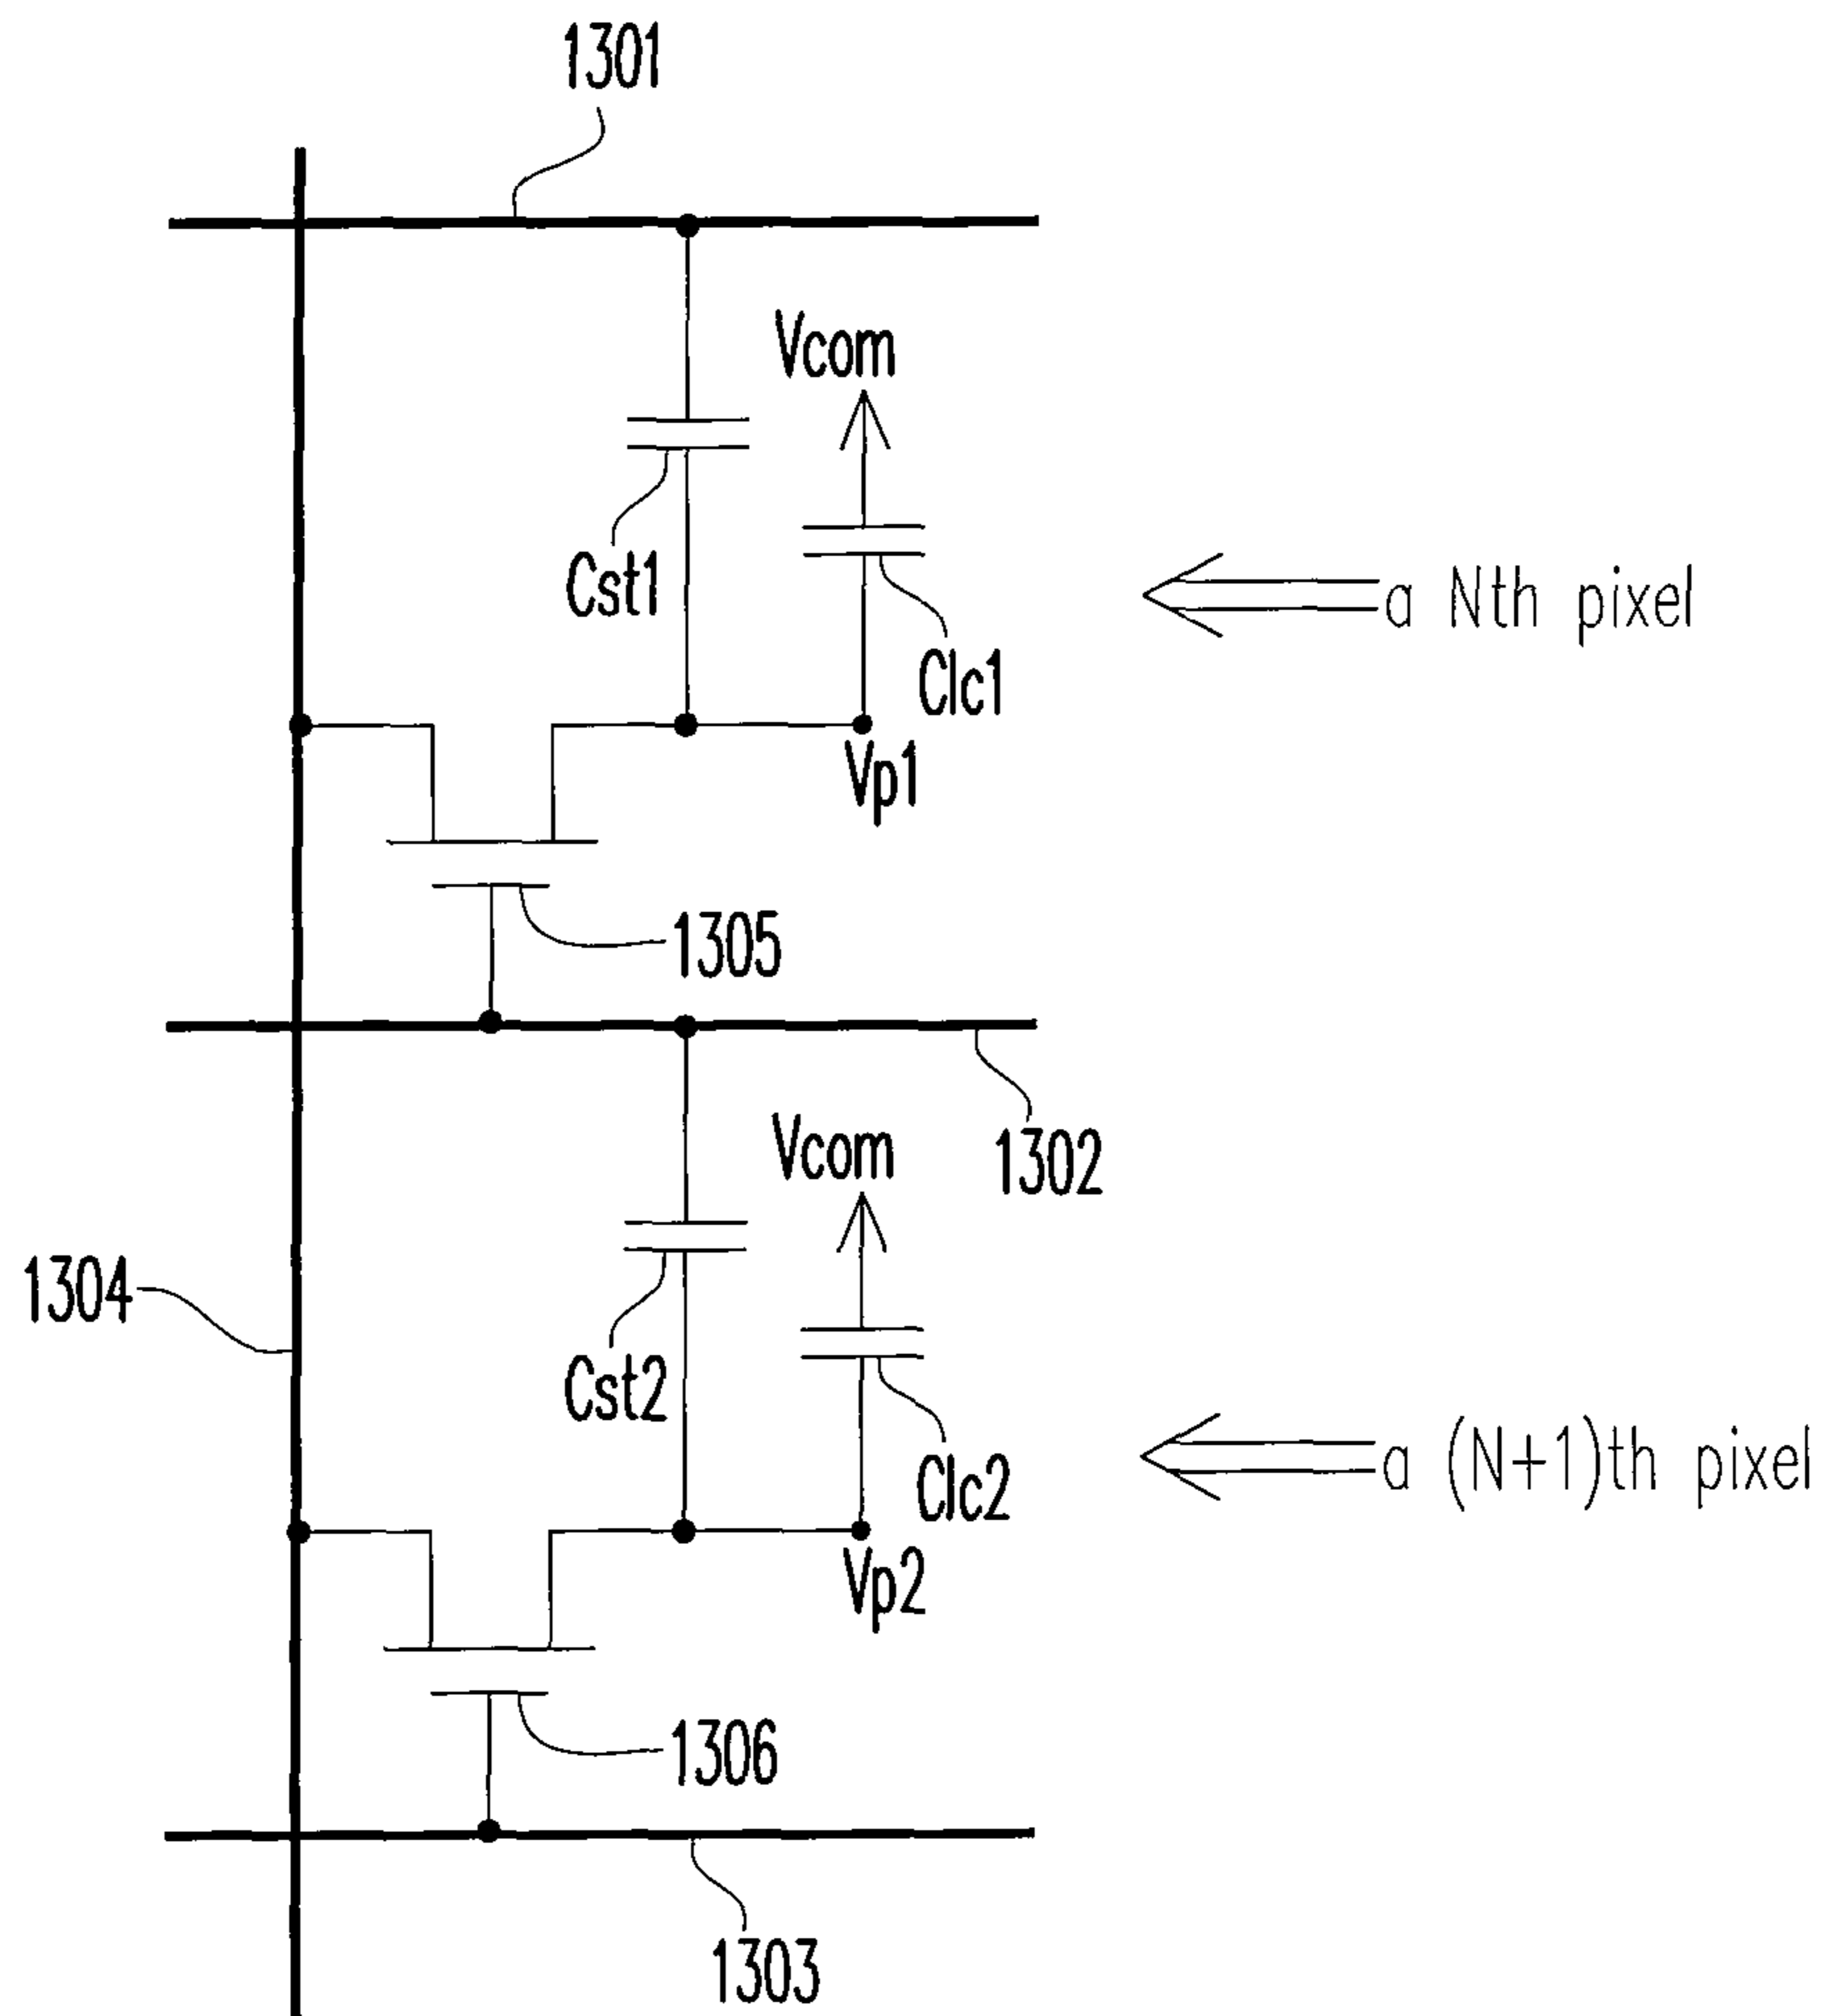 1301
Vcom
Cst1
a Nth pixel
Clc1
Vp1
1305
Vcom
1302
1304
Cst2
a (N+1)th pixel
Clc2
Vp2
1306
1303